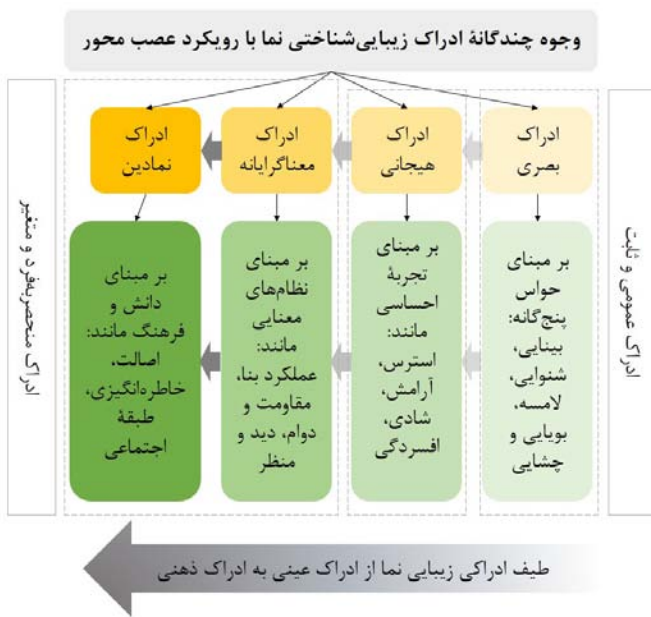 وجوه چندگانهٔ ادراک زیبایی‌شناختی نما با رویکرد عصب محور
ادراک عمومی و ثابت
ادراک
بصری
ادراک
هیجانی
ادراک
معناگرایانه
ادراک
نمادین
بر مبنای
حواس
پنج‌گانه:
بینایی،
شنوایی،
لامسه،
بویایی و
چشایی
بر مبنای
تجربهٔ
احساسی
مانند:
استرس،
آرامش،
شادی،
افسردگی
بر مبنای
نظام‌های
معنایی
مانند:
عملکرد بنا،
مقاومت و
دوام، دید و
منظر
بر مبنای
دانش و
فرهنگ مانند:
اصالت،
خاطره‌انگیزی،
طبقهٔ
اجتماعی
ادراک منحصربه‌فرد و متغیر
طیف ادراکی زیبایی نما از ادراک عینی به ادراک ذهنی